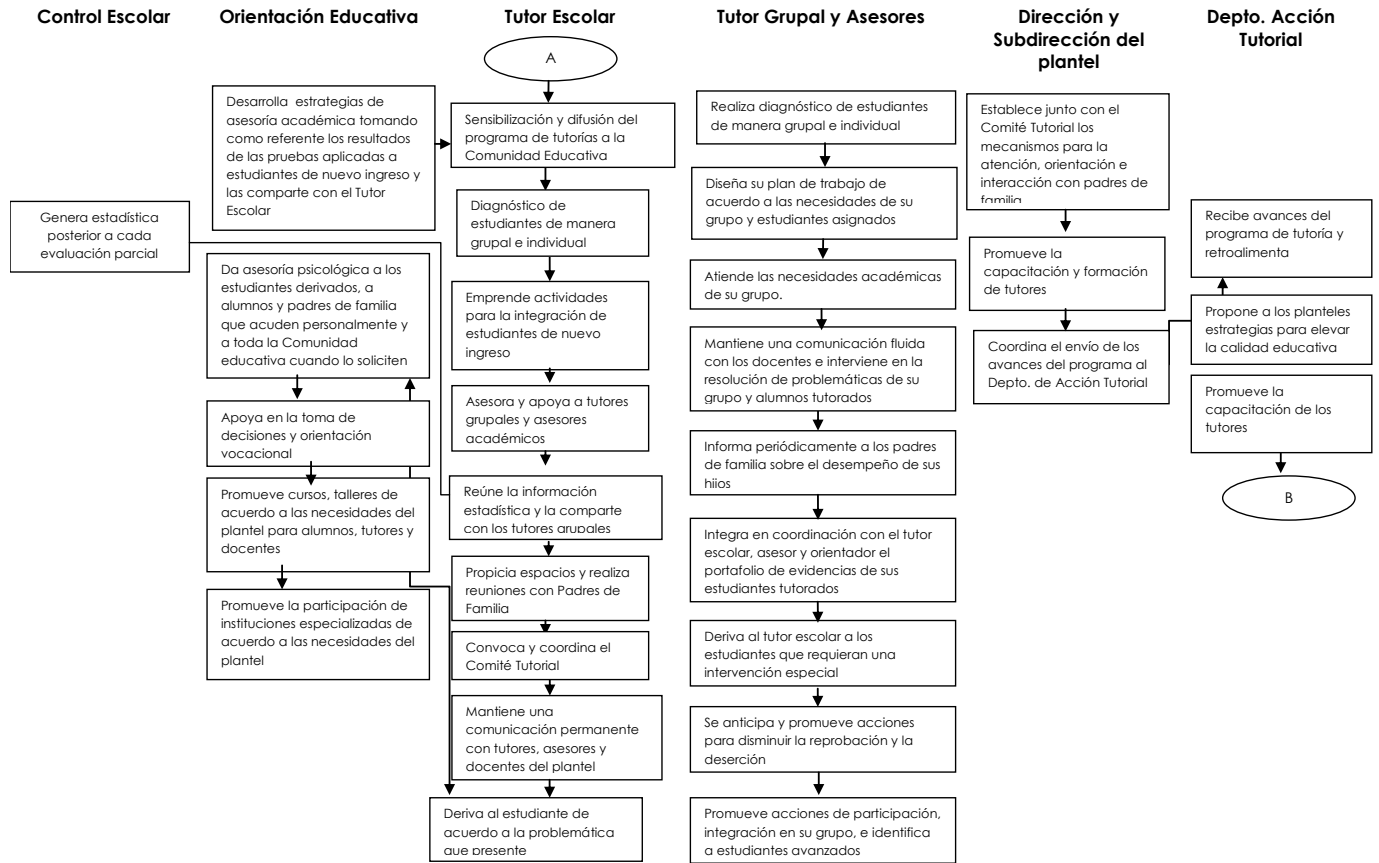 Control Escolar
Orientación Educativa
Tutor Escolar
Tutor Grupal y Asesores
Dirección y
Subdirección del
plantel
Depto. Acción
Tutorial
Genera estadística
posterior a cada
evaluación parcial
Desarrolla estrategias de
asesoría académica tomando
como referente los resultados
de las pruebas aplicadas a
estudiantes de nuevo ingreso y
las comparte con el Tutor
Escolar
Da asesoría psicológica a los
estudiantes derivados, a
alumnos y padres de familia
que acuden personalmente y
a toda la Comunidad
educativa cuando lo soliciten
Apoya en la toma de
decisiones y orientación
vocacional
Promueve cursos, talleres de
acuerdo a las necesidades del
plantel para alumnos, tutores y
docentes
Promueve la participación de
instituciones especializadas de
acuerdo a las necesidades del
plantel
A
Sensibilización y difusión del
programa de tutorías a la
Comunidad Educativa
Diagnóstico de
estudiantes de manera
grupal e individual
Emprende actividades
para la integración de
estudiantes de nuevo
ingreso
Asesora y apoya a tutores
grupales y asesores
académicos
Reúne la información
estadística y la comparte
con los tutores grupales
Propicia espacios y realiza
reuniones con Padres de
Familia
Convoca y coordina el
Comité Tutorial
Mantiene una
comunicación permanente
con tutores, asesores y
docentes del plantel
Deriva al estudiante de
acuerdo a la problemática
que presente
Realiza diagnóstico de estudiantes
de manera grupal e individual
Diseña su plan de trabajo de
acuerdo a las necesidades de su
grupo y estudiantes asignados
Atiende las necesidades académicas
de su grupo.
Mantiene una comunicación fluida
con los docentes e interviene en la
resolución de problemáticas de su
grupo y alumnos tutorados
Informa periódicamente a los padres
de familia sobre el desempeño de sus
hijos
Integra en coordinación con el tutor
escolar, asesor y orientador el
portafolio de evidencias de sus
estudiantes tutorados
Deriva al tutor escolar a los
estudiantes que requieran una
intervención especial
Se anticipa y promueve acciones
para disminuir la reprobación y la
deserción
Promueve acciones de participación,
integración en su grupo, e identifica
a estudiantes avanzados
Establece junto con el
Comité Tutorial los
mecanismos para la
atención, orientación e
interacción con padres de
familia
Promueve la
capacitación y formación
de tutores
Coordina el envío de los
avances del programa al
Depto. de Acción Tutorial
Recibe avances del
programa de tutoría y
retroalimenta
Propone a los planteles
estrategias para elevar
la calidad educativa
Promueve la
capacitación de los
tutores
B